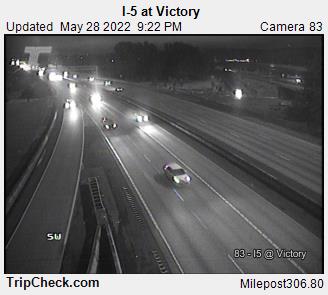 I-5 at Victory
Updated May 28 2022 9:22 PM Camera 83
SW
83 - I5 @ Victory
TripCheck.com Milepost306.80